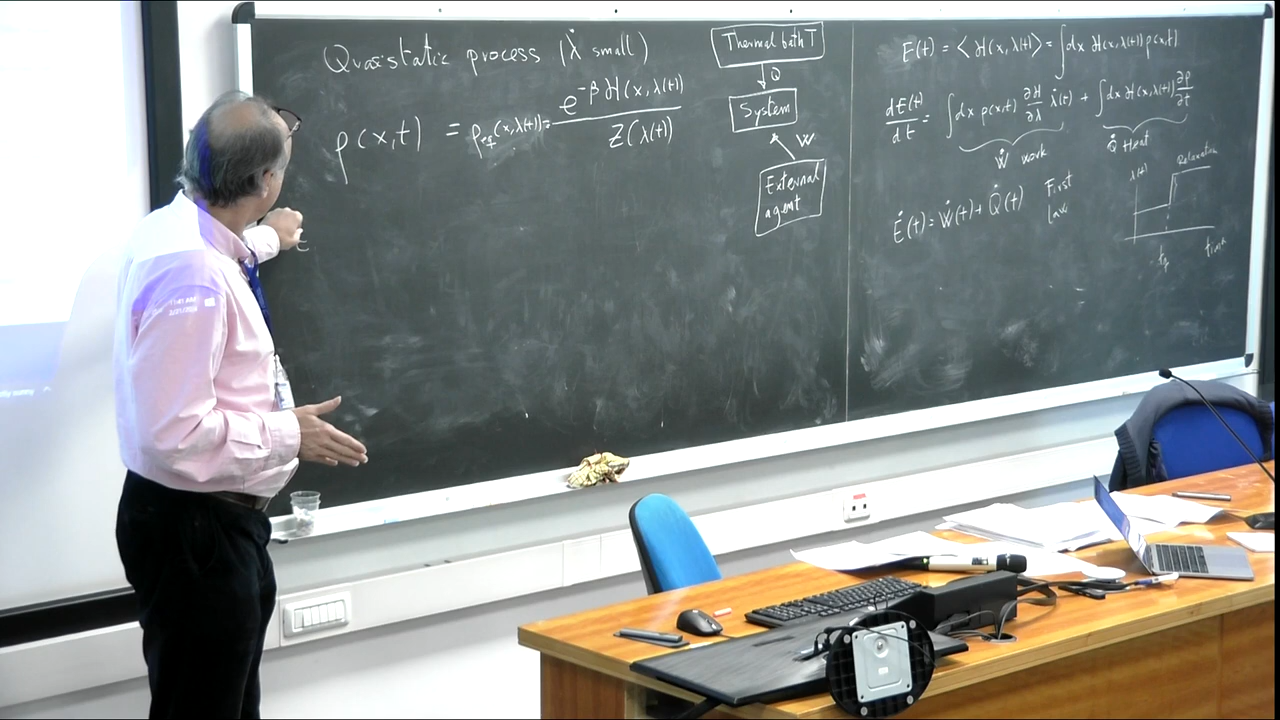 Quasistatic process (λ̇ small)
ρ(x,t) = ρeq(x,λ(t)) = e^{-βH(x,λ(t))} / Z(λ(t))
Thermal bath T
Q
System
W
External
agent
E(t) = ⟨H(x,λ(t))⟩ = ∫dx H(x,λ(t)) ρ(x,t)
dE(t)/dt = ∫dx ρ(x,t) ∂H/∂λ λ̇(t) + ∫dx H(x,λ(t)) ∂ρ/∂t
Ẇ work
Q̇ Heat
Ė(t) = Ẇ(t) + Q̇(t) First
law
λ(t)
Relaxation
time